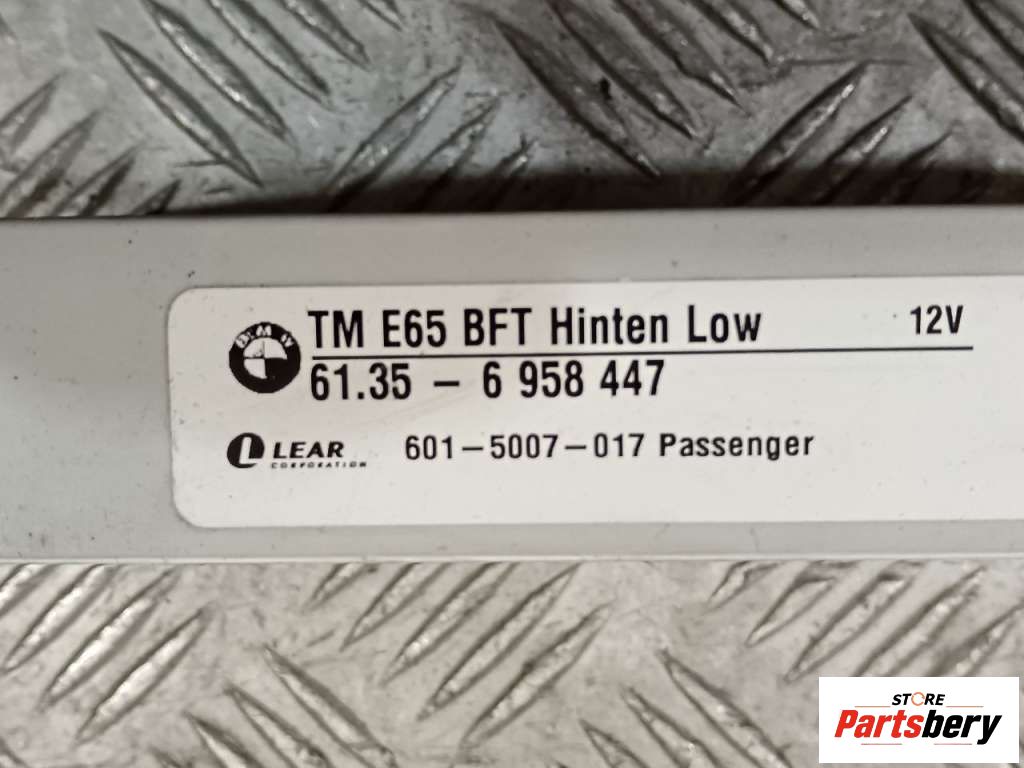 BMW
TM E65 BFT Hinten Low 12V
61.35 – 6 958 447
LEAR
CORPORATION
601–5007–017 Passenger
STORE
Partsbery